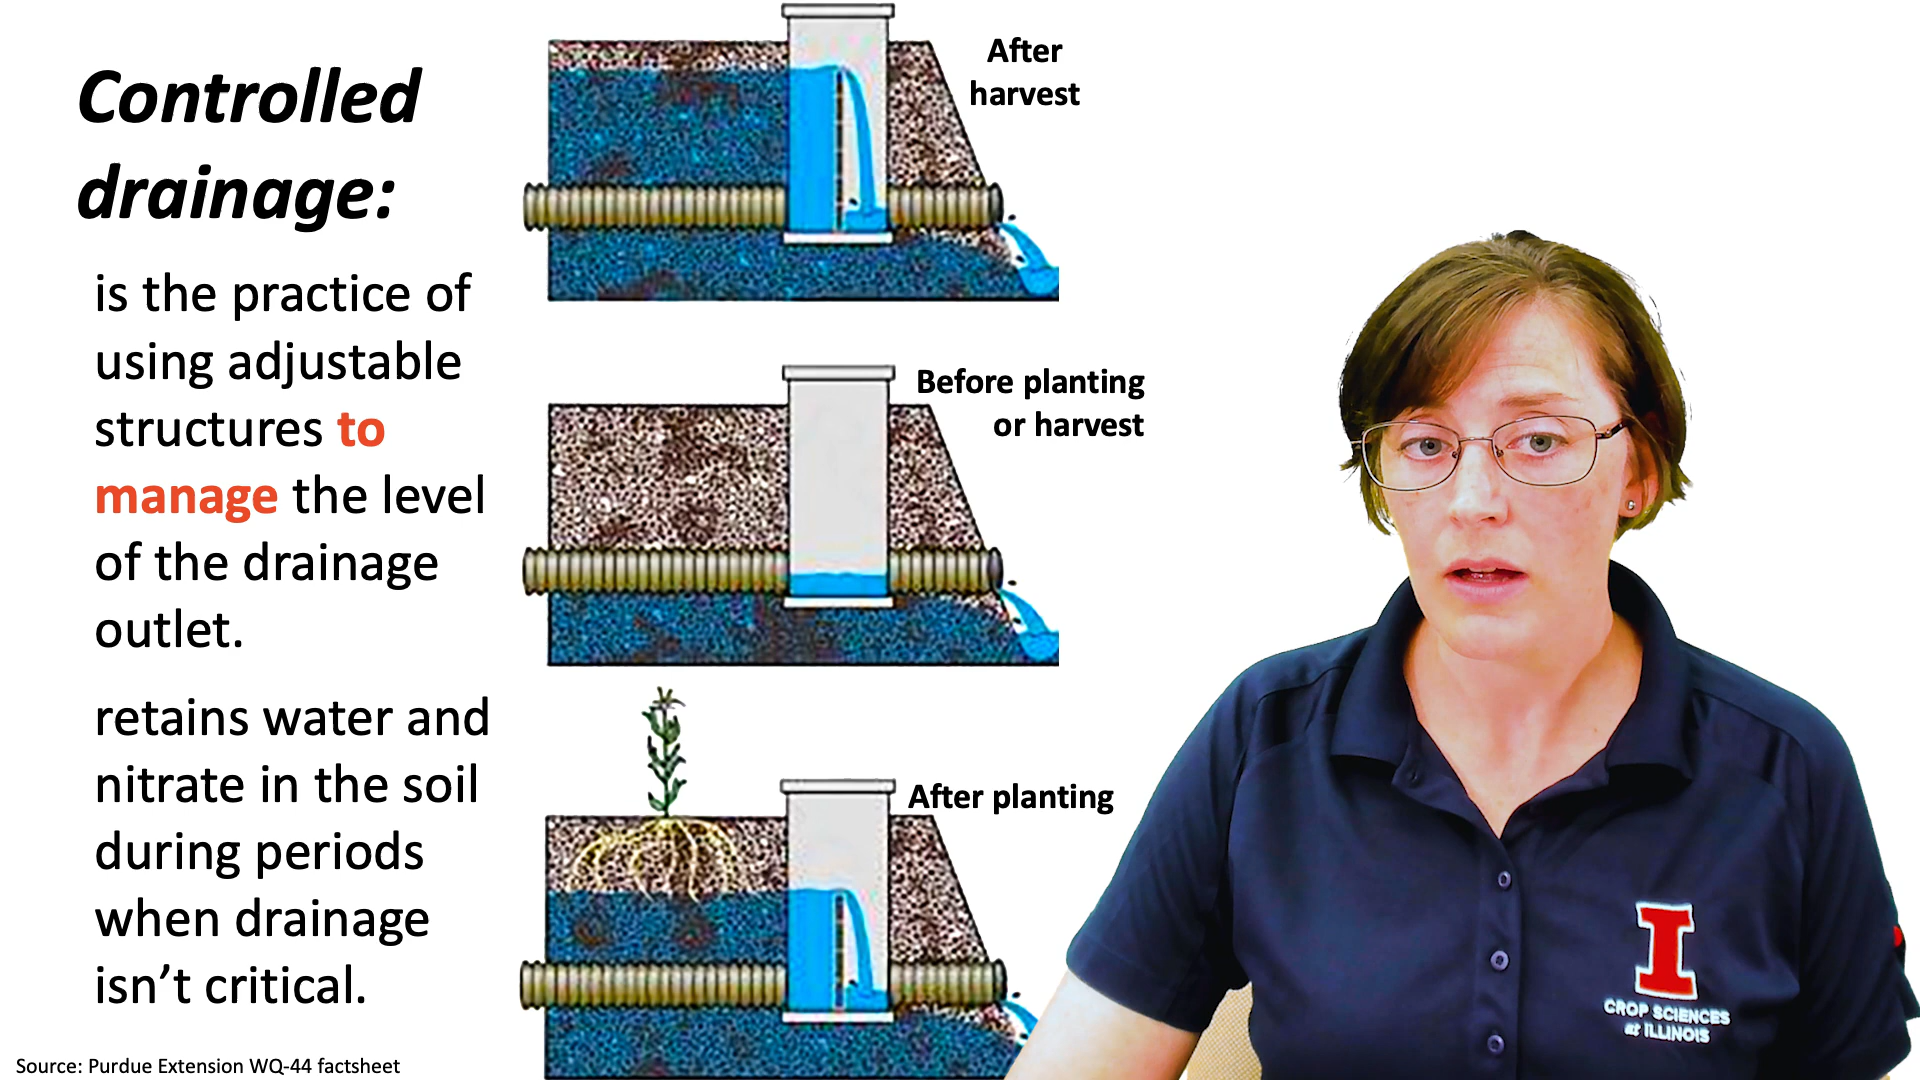 Controlled
drainage:
is the practice of
using adjustable
structures to
manage the level
of the drainage
outlet.
retains water and
nitrate in the soil
during periods
when drainage
isn’t critical.
Source: Purdue Extension WQ-44 factsheet
After
harvest
Before planting
or harvest
After planting
I
CROP SCIENCES
at ILLINOIS